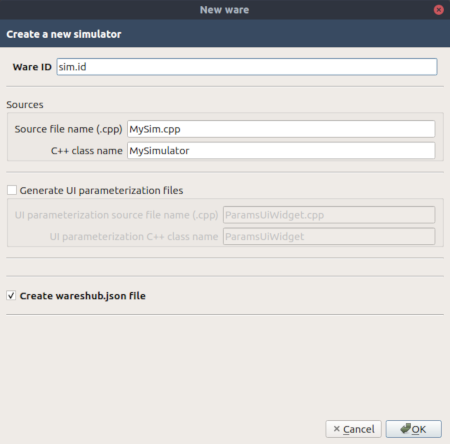 New ware
Create a new simulator
Ware ID sim.id
Sources
Source file name (.cpp) MySim.cpp
C++ class name MySimulator
Generate UI parameterization files
UI parameterization source file name (.cpp) ParamsUiWidget.cpp
UI parameterization C++ class name ParamsUiWidget
Create wareshub.json file
Cancel OK